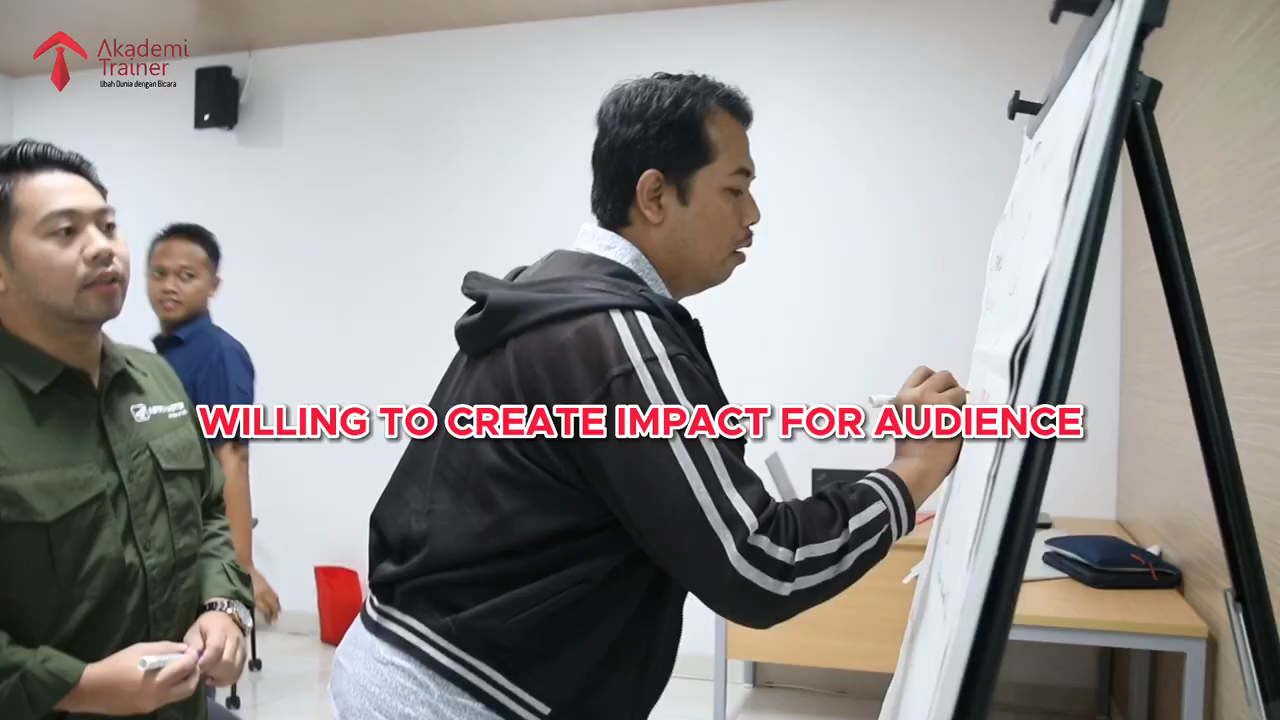 Akademi
Trainer
Ubah Dunia dengan Bicara
WILLING TO CREATE IMPACT FOR AUDIENCE